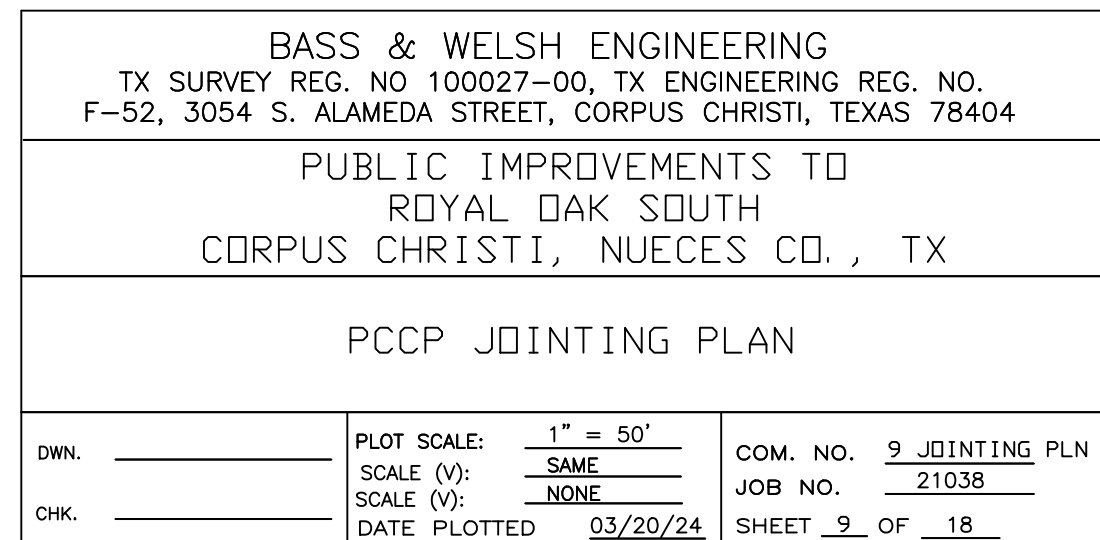 BASS & WELSH ENGINEERING
TX SURVEY REG. NO 100027-00, TX ENGINEERING REG. NO.
F-52, 3054 S. ALAMEDA STREET, CORPUS CHRISTI, TEXAS 78404
PUBLIC IMPROVEMENTS TO
ROYAL OAK SOUTH
CORPUS CHRISTI, NUECES CO., TX
PCCP JOINTING PLAN
DWN.
CHK.
PLOT SCALE: 1" = 50'
SCALE (V): SAME
SCALE (V): NONE
DATE PLOTTED 03/20/24
COM. NO. 9 JOINTING PLN
JOB NO. 21038
SHEET 9 OF 18